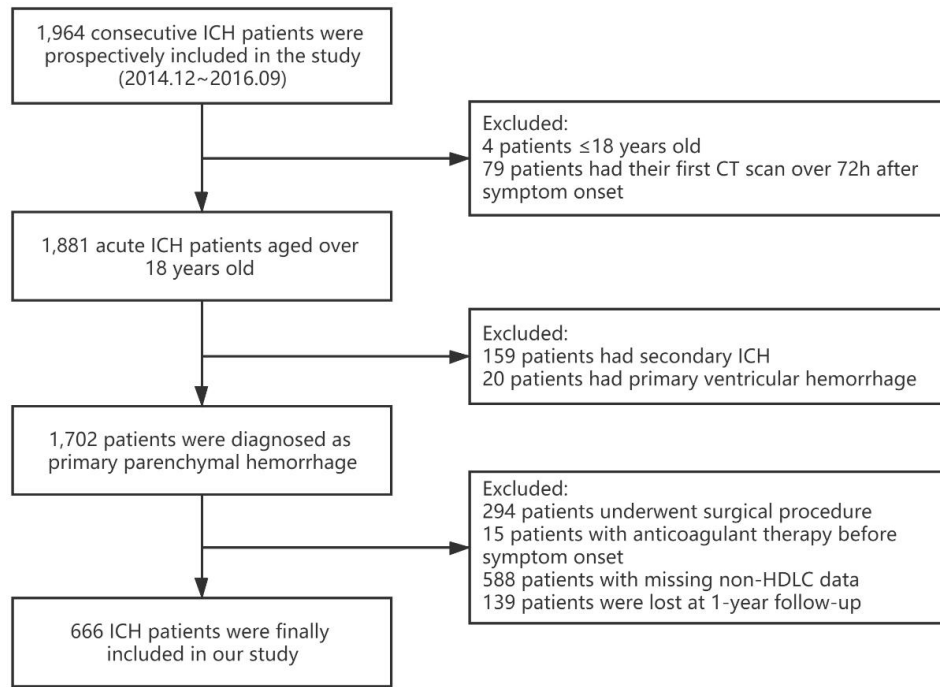 1,964 consecutive ICH patients were
prospectively included in the study
(2014.12~2016.09)
Excluded:
4 patients ≤18 years old
79 patients had their first CT scan over 72h after
symptom onset
1,881 acute ICH patients aged over
18 years old
Excluded:
159 patients had secondary ICH
20 patients had primary ventricular hemorrhage
1,702 patients were diagnosed as
primary parenchymal hemorrhage
Excluded:
294 patients underwent surgical procedure
15 patients with anticoagulant therapy before
symptom onset
588 patients with missing non-HDLC data
139 patients were lost at 1-year follow-up
666 ICH patients were finally
included in our study